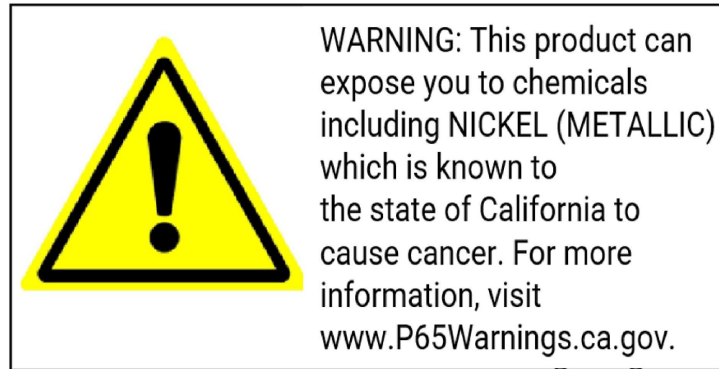 WARNING: This product can
expose you to chemicals
including NICKEL (METALLIC)
which is known to
the state of California to
cause cancer. For more
information, visit
www.P65Warnings.ca.gov.